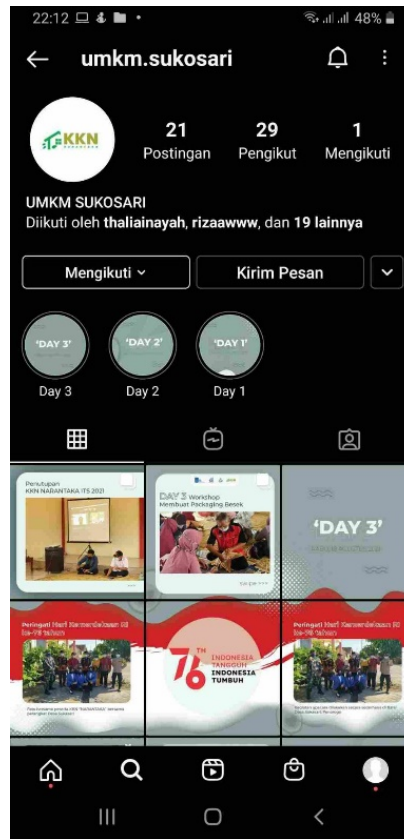 22:12
48%
umkm.sukosari
KKN
21
29
1
Postingan
Pengikut
Mengikuti
UMKM SUKOSARI
Diikuti oleh thaliainayah, rizaawww, dan 19 lainnya
Mengikuti
Kirim Pesan
'DAY 3'
'DAY 2'
'DAY 1'
Day 3
Day 2
Day 1
Penutupan
KKN NARANTAKA ITS 2021
DAY 3 Workshop
Membuat Packaging Besek
'DAY 3'
Peringati Hari Kemerdekaan RI
ke-76 tahun
76TH
INDONESIA
TANGGUH
INDONESIA
TUMBUH
Peringati Hari Kemerdekaan RI
ke-76 tahun